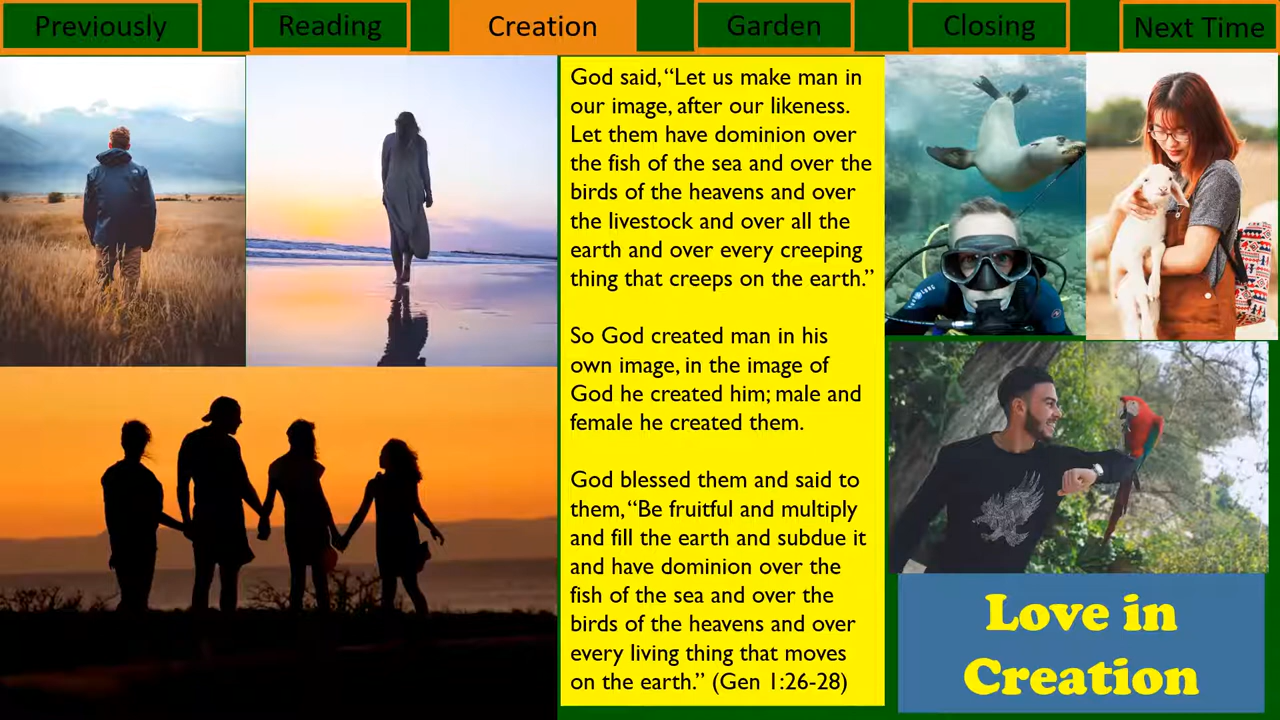 Previously
Reading
Creation
Garden
Closing
Next Time
God said, “Let us make man in
our image, after our likeness.
Let them have dominion over
the fish of the sea and over the
birds of the heavens and over
the livestock and over all the
earth and over every creeping
thing that creeps on the earth.”
So God created man in his
own image, in the image of
God he created him; male and
female he created them.
God blessed them and said to
them, “Be fruitful and multiply
and fill the earth and subdue it
and have dominion over the
fish of the sea and over the
birds of the heavens and over
every living thing that moves
on the earth.” (Gen 1:26-28)
Love in
Creation